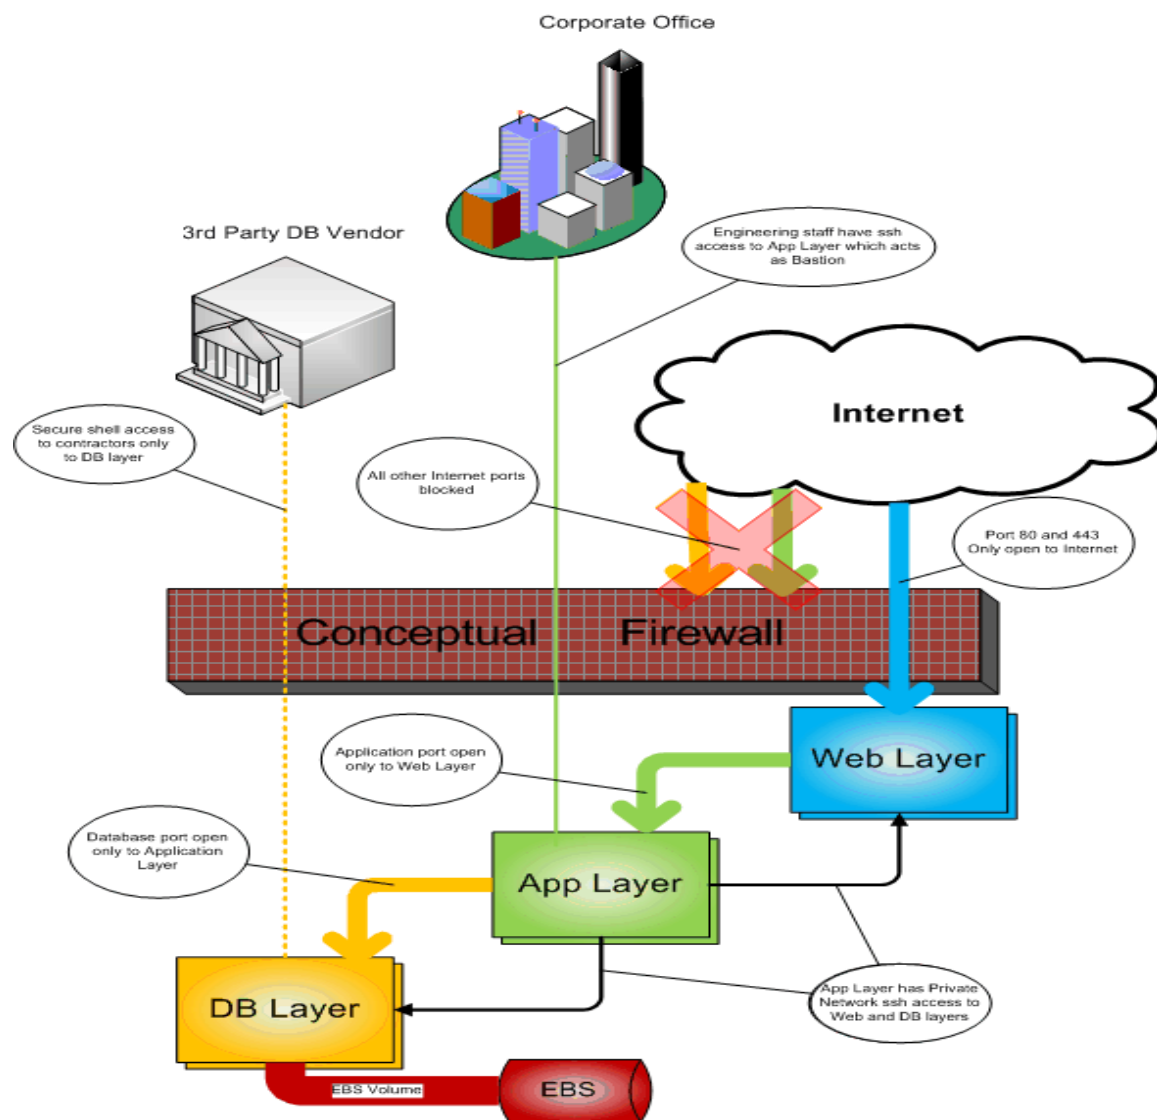 Corporate Office
3rd Party DB Vendor
Engineering staff have ssh
access to App Layer which acts
as Bastion
Internet
Secure shell access
to contractors only
to DB layer
All other Internet ports
blocked
Port 80 and 443
Only open to Internet
Conceptual Firewall
Application port open
only to Web Layer
Web Layer
Database port open
only to Application
Layer
App Layer
App Layer has Private
Network ssh access to
Web and DB layers
DB Layer
EBS Volume
EBS